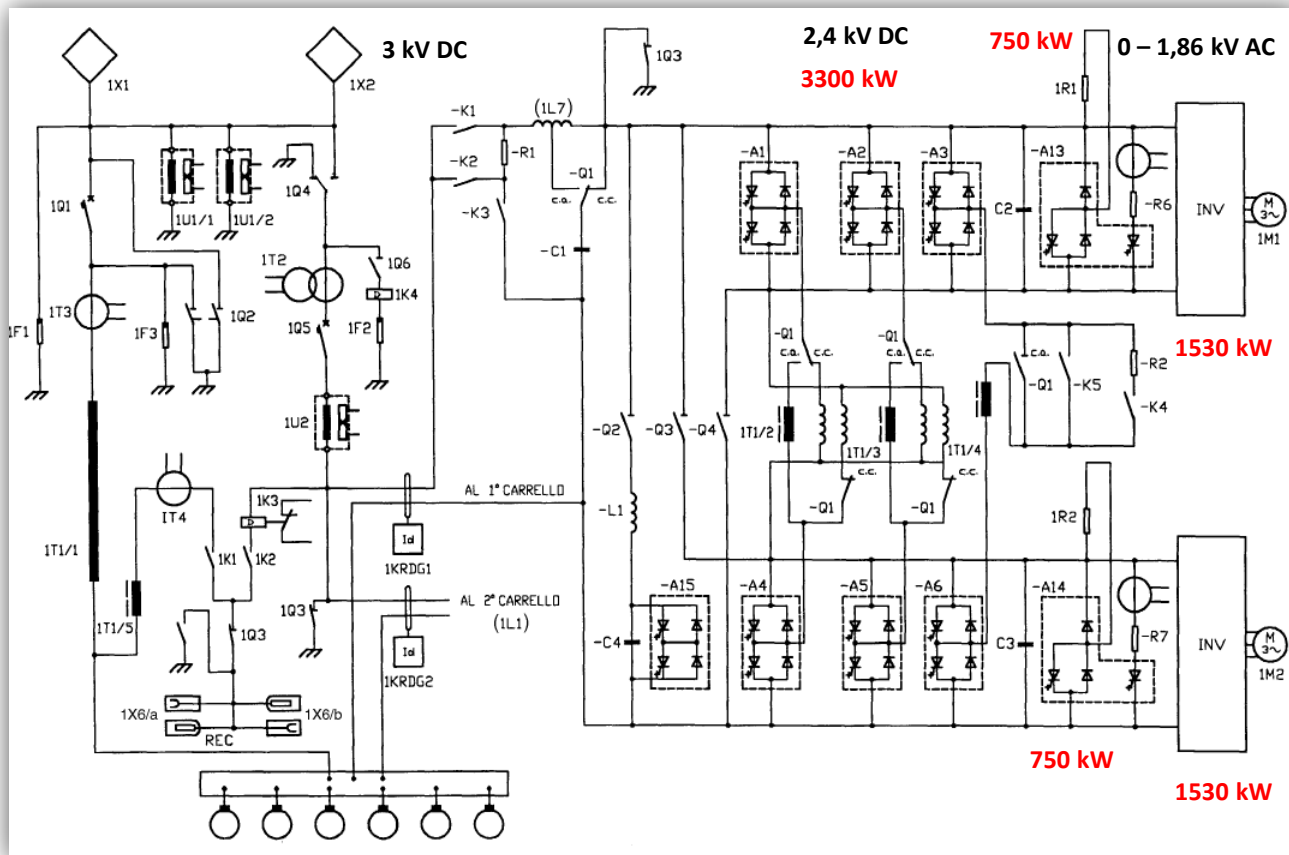 3 kV DC
2,4 kV DC
3300 kW
750 kW
0 – 1,86 kV AC
1X1
1X2
1Q3
1R1
-K1
(1L7)
-K2
-R1
-K3
-Q1
c.a.
c.c.
-C1
-A1
-A2
-A3
C2
-A13
-R6
INV
M
3~
1M1
1530 kW
1Q1
1U1/1
1U1/2
1Q4
1T2
1Q6
1K4
1T3
1F1
1F3
1Q2
1Q5
1F2
1U2
-Q1
c.a.
c.c.
-Q1
c.a.
c.c.
c.a.
-Q1
-K5
-R2
-K4
-Q2
-Q3
-Q4
1T1/2
1T1/3
1T1/4
c.c.
-Q1
c.c.
-Q1
IT4
1K3
1K1
1K2
AL 1° CARRELLO
Idl
1KRDG1
1T1/1
1T1/5
1Q3
1Q3
AL 2° CARRELLO
(1L1)
Idl
1KRDG2
-L1
-C4
-A15
-A4
-A5
-A6
C3
-A14
1R2
-R7
INV
M
3~
1M2
1X6/a
1X6/b
REC
750 kW
1530 kW